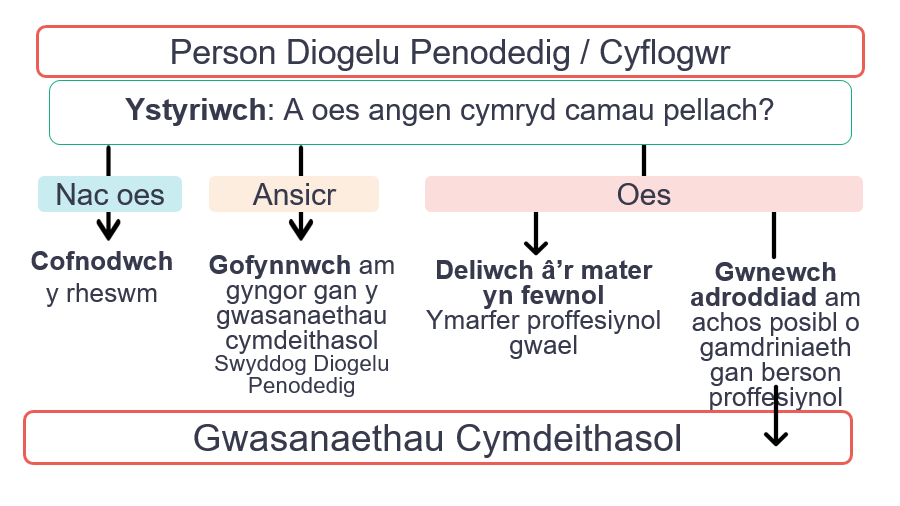 Person Diogelu Penodedig / Cyflogwr
Ystyriwch: A oes angen cymryd camau pellach?
Nac oes
Ansicr
Oes
Cofnodwch
y rheswm
Gofynnwch am
gyngor gan y
gwasanaethau
cymdeithasol
Swyddog Diogelu
Penodedig
Deliwch â’r mater
yn fewnol
Ymarfer proffesiynol
gwael
Gwnewch
adroddiad am
achos posibl o
gamdriniaeth
gan berson
proffesiynol
Gwasanaethau Cymdeithasol